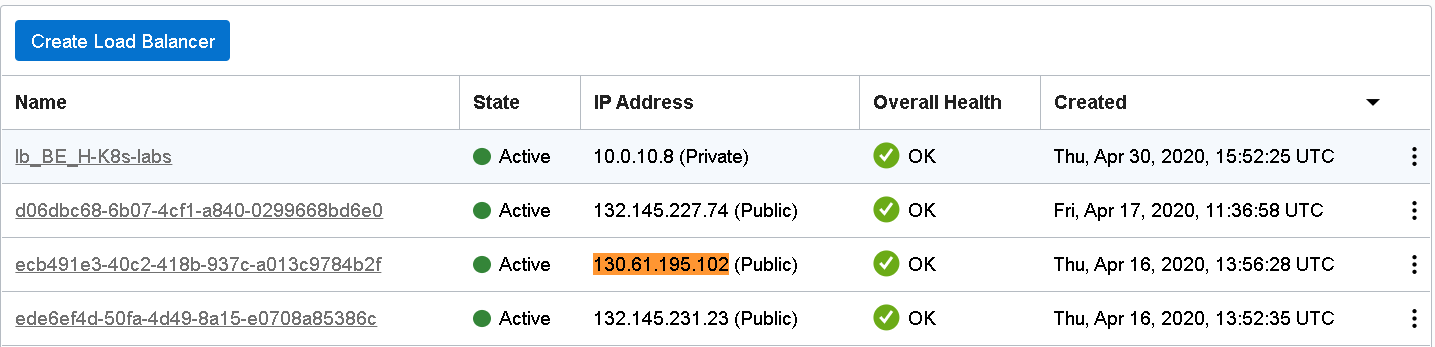 Create Load Balancer
Name State IP Address Overall Health Created
lb_BE_H-K8s-labs Active 10.0.10.8 (Private) OK Thu, Apr 30, 2020, 15:52:25 UTC
d06dbc68-6b07-4cf1-a840-0299668bd6e0 Active 132.145.227.74 (Public) OK Fri, Apr 17, 2020, 11:36:58 UTC
ecb491e3-40c2-418b-937c-a013c9784b2f Active 130.61.195.102 (Public) OK Thu, Apr 16, 2020, 13:56:28 UTC
ede6ef4d-50fa-4d49-8a15-e0708a85386c Active 132.145.231.23 (Public) OK Thu, Apr 16, 2020, 13:52:35 UTC